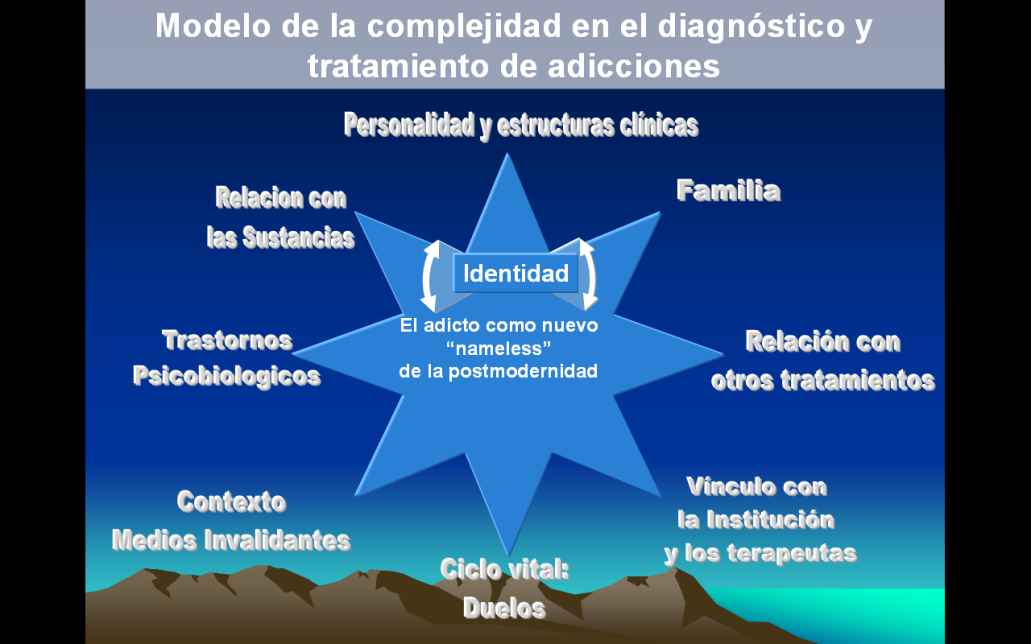 Modelo de la complejidad en el diagnóstico y
tratamiento de adicciones
Personalidad y estructuras clínicas
Relacion con
las Sustancias
Familia
Identidad
El adicto como nuevo
“nameless”
de la postmodernidad
Trastornos
Psicobiologicos
Relación con
otros tratamientos
Contexto
Medios Invalidantes
Vínculo con
la Institución
y los terapeutas
Ciclo vital:
Duelos